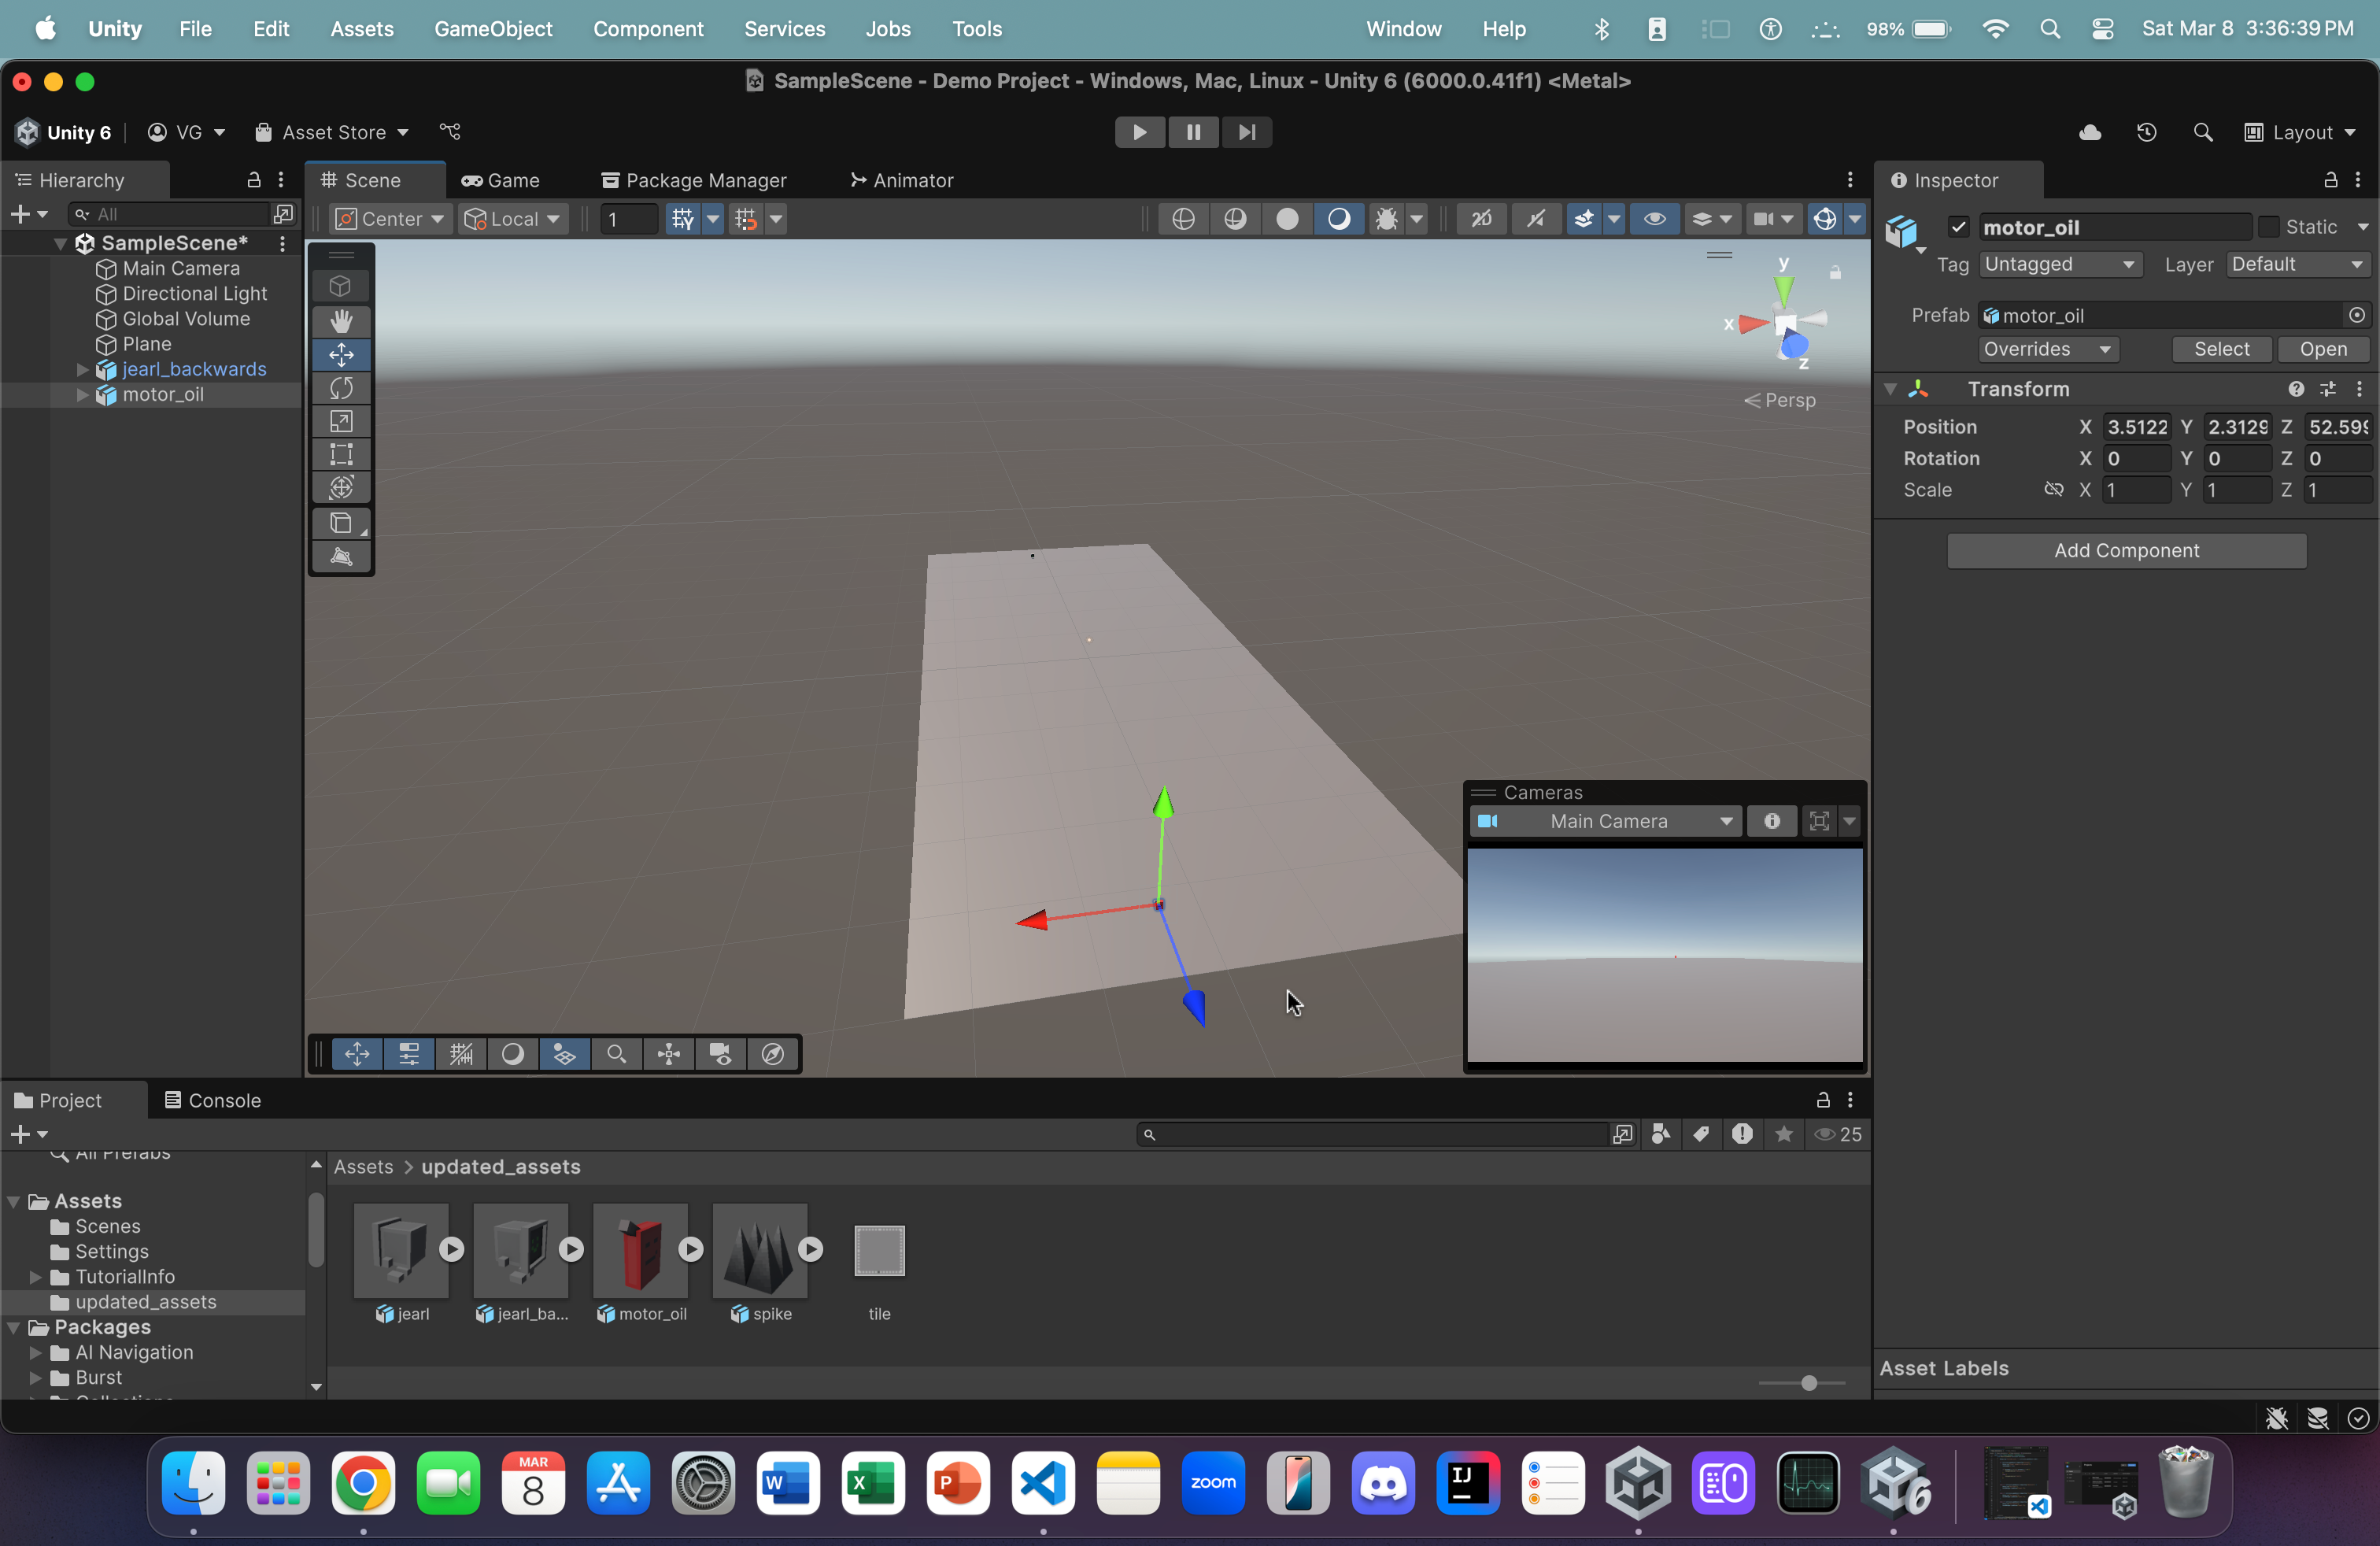 Unity File Edit Assets GameObject Component Services Jobs Tools Window Help 98% Sat Mar 8 3:36:39 PM
SampleScene - Demo Project - Windows, Mac, Linux - Unity 6 (6000.0.41f1) <Metal>
Unity 6 VG Asset Store Layout
Hierarchy
All
SampleScene*
Main Camera
Directional Light
Global Volume
Plane
jearl_backwards
motor_oil
Scene Game Package Manager Animator
Center Local 1 2D
y
x
z
Persp
Cameras
Main Camera
Inspector
motor_oil Static
Tag Untagged Layer Default
Prefab motor_oil
Overrides Select Open
Transform
Position X 3.5122 Y 2.3129 Z 52.599
Rotation X 0 Y 0 Z 0
Scale X 1 Y 1 Z 1
Add Component
Asset Labels
Project Console
25
All Prefabs
Assets
Scenes
Settings
TutorialInfo
updated_assets
Packages
AI Navigation
Burst
Collections
Assets > updated_assets
jearl jearl_ba... motor_oil spike tile
MAR
8
W X P zoom IJ 6